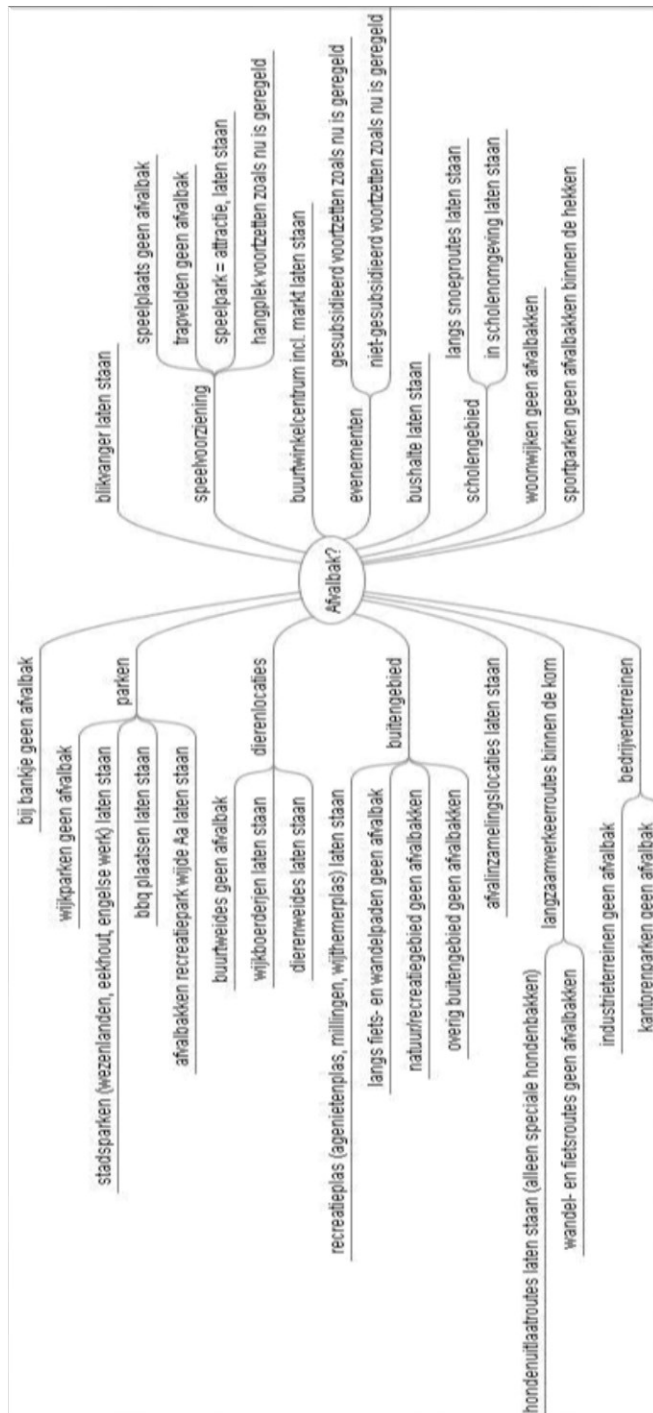 Afvalbak?
bij bankje geen afvalbak
parken
wijkparken geen afvalbak
stadsparken (wezenlanden, eekhout, engelse werk) laten staan
bbq plaatsen laten staan
afvalbakken recreatiepark wijde Aa laten staan
dierenlocaties
buurtweides geen afvalbak
wijkboerderjen laten staan
dierenweides laten staan
buitengebied
recreatieplas (agenietenplas, millingen, wijthemerplas) laten staan
langs fiets- en wandelpaden geen afvalbak
natuur/recreatiegebied geen afvalbakken
overig buitengebied geen afvalbakken
afvalinzamelingslocaties laten staan
langzaamverkeerroutes binnen de kom
hondenuitlaatroutes laten staan (alleen speciale hondenbakken)
wandel- en fietsroutes geen afvalbakken
bedrijventerreinen
industrieterreinen geen afvalbak
kantorenparken geen afvalbak
blikvanger laten staan
speelvoorziening
speelplaats geen afvalbak
trapvelden geen afvalbak
speelpark = attractie, laten staan
hangplek voortzetten zoals nu is geregeld
buurtwinkelcentrum incl. markt laten staan
evenementen
gesubsidieerd voortzetten zoals nu is geregeld
niet-gesubsidieerd voortzetten zoals nu is geregeld
bushalte laten staan
scholengebied
langs snoeproutes laten staan
in scholenomgeving laten staan
woonwijken geen afvalbakken
sportparken geen afvalbakken binnen de hekken